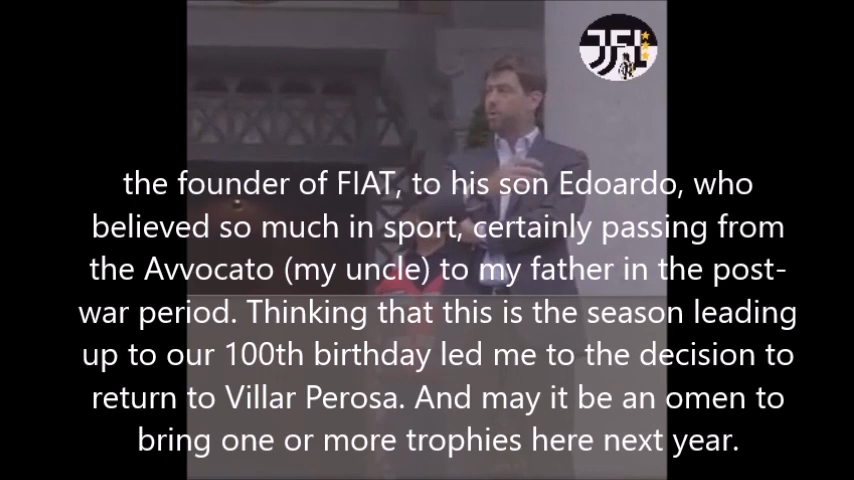 JFL
the founder of FIAT, to his son Edoardo, who
believed so much in sport, certainly passing from
the Avvocato (my uncle) to my father in the post-
war period. Thinking that this is the season leading
up to our 100th birthday led me to the decision to
return to Villar Perosa. And may it be an omen to
bring one or more trophies here next year.